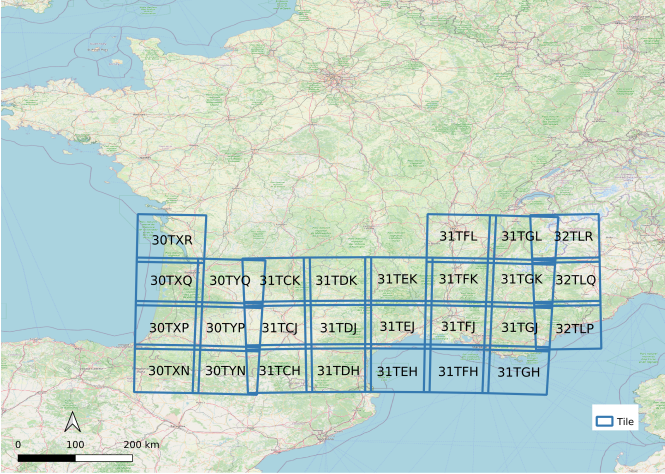 30TXR 31TFL 31TGL 32TLR
30TXQ 30TYQ 31TCK 31TDK 31TEK 31TFK 31TGK 32TLQ
30TXP 30TYP 31TCJ 31TDJ 31TEJ 31TFJ 31TGJ 32TLP
30TXN 30TYN 31TCH 31TDH 31TEH 31TFH 31TGH
Tile
0 100 200 km